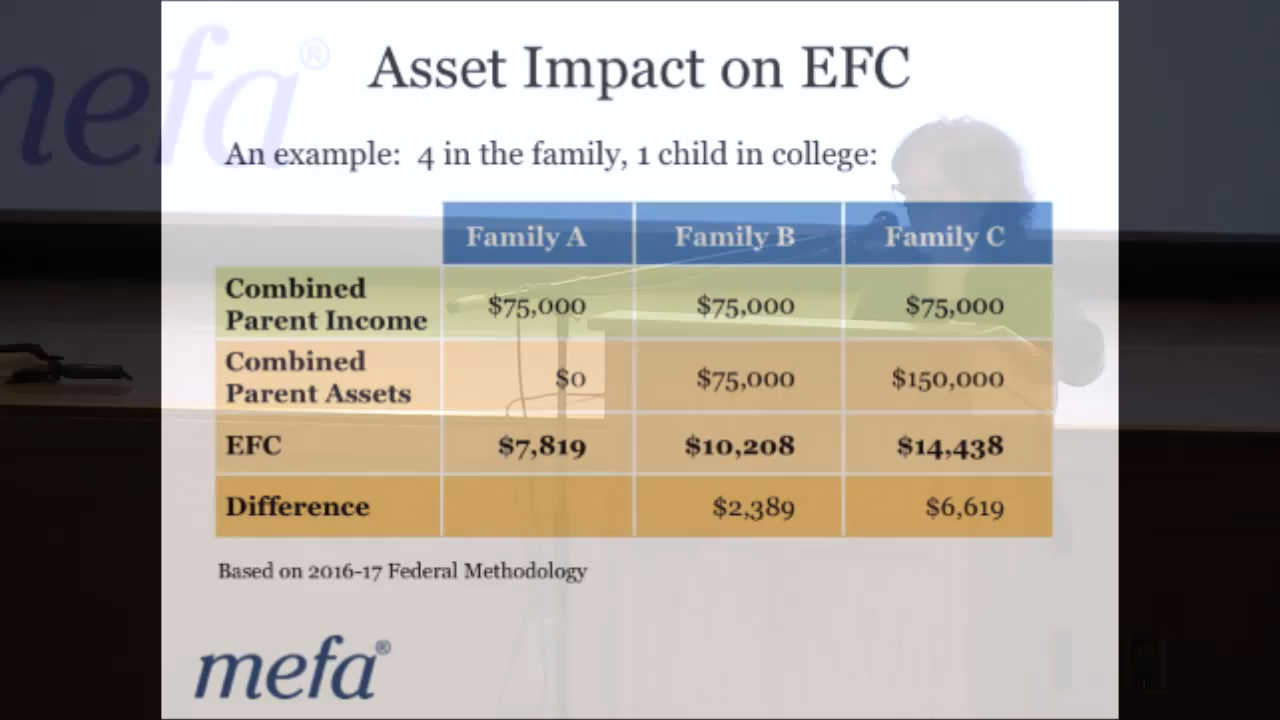 mefa®
Asset Impact on EFC
An example: 4 in the family, 1 child in college:
Family A Family B Family C
Combined
Parent Income $75,000 $75,000 $75,000
Combined
Parent Assets $0 $75,000 $150,000
EFC $7,819 $10,208 $14,438
Difference $2,389 $6,619
Based on 2016-17 Federal Methodology
mefa®